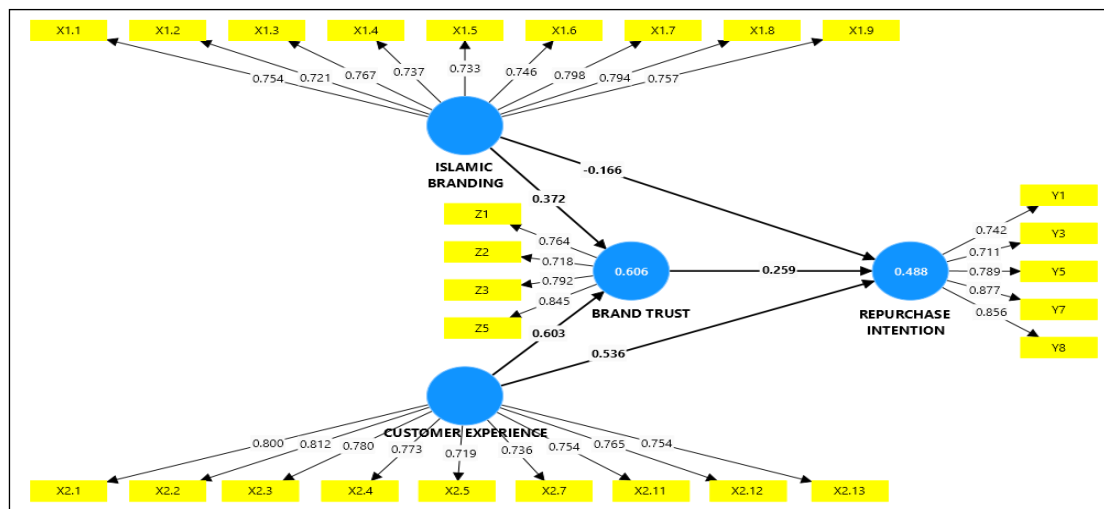 X1.1 X1.2 X1.3 X1.4 X1.5 X1.6 X1.7 X1.8 X1.9
0.754 0.721 0.767 0.737 0.733 0.746 0.798 0.794 0.757
ISLAMIC
BRANDING
-0.166
0.372
Z1
Z2
Z3
Z5
0.764
0.718
0.792
0.845
0.606
BRAND TRUST
0.259
0.603
0.536
0.488
REPURCHASE
INTENTION
0.742
0.711
0.789
0.877
0.856
Y1
Y3
Y5
Y7
Y8
CUSTOMER EXPERIENCE
0.800 0.812 0.780 0.773 0.719 0.736 0.754 0.765 0.754
X2.1 X2.2 X2.3 X2.4 X2.5 X2.7 X2.11 X2.12 X2.13